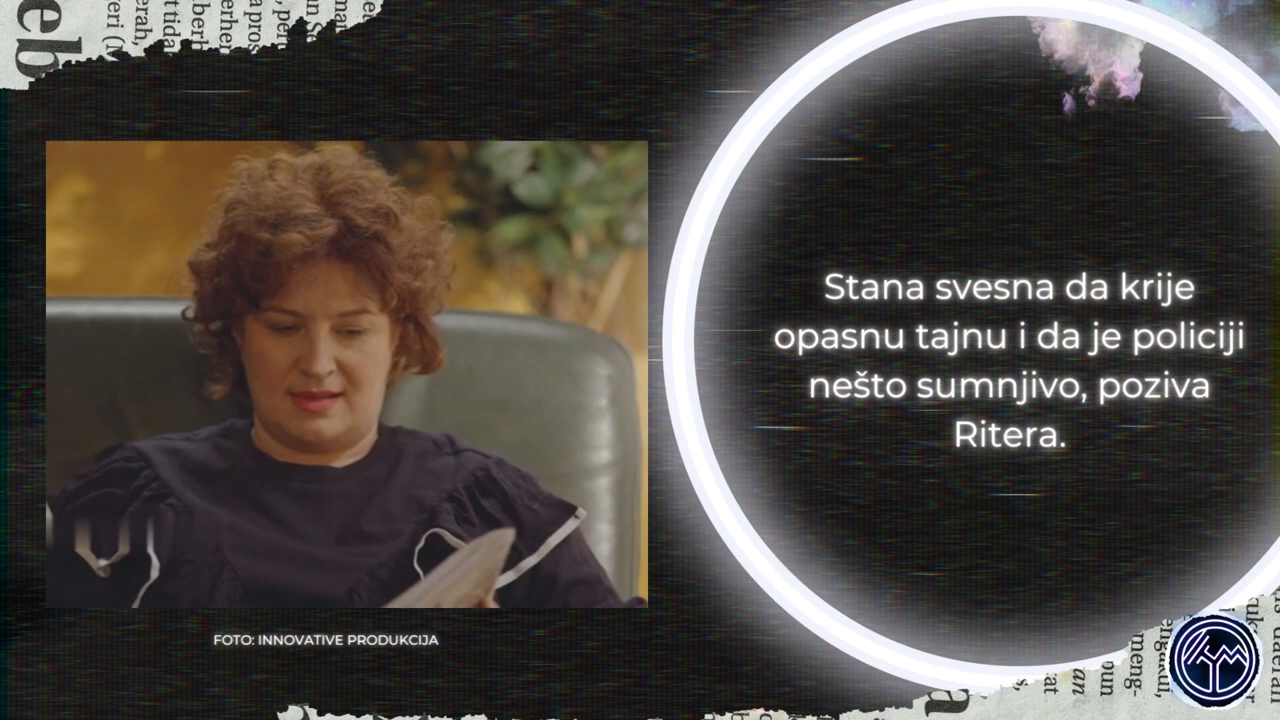 Stana svesna da krije
opasnu tajnu i da je policiji
nešto sumnjivo, poziva
Ritera.
FOTO: INNOVATIVE PRODUKCIJA